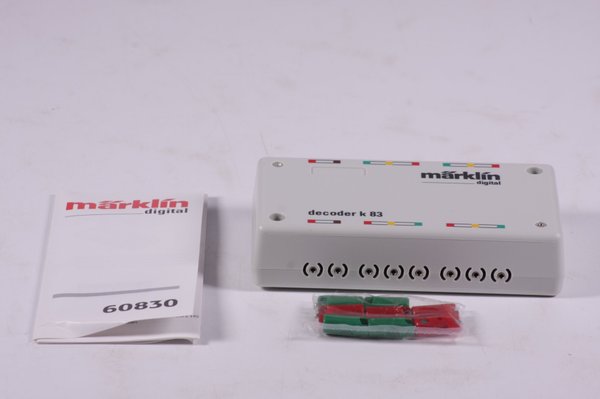 märklin
digital
60830
märklin
digital
decoder k 83